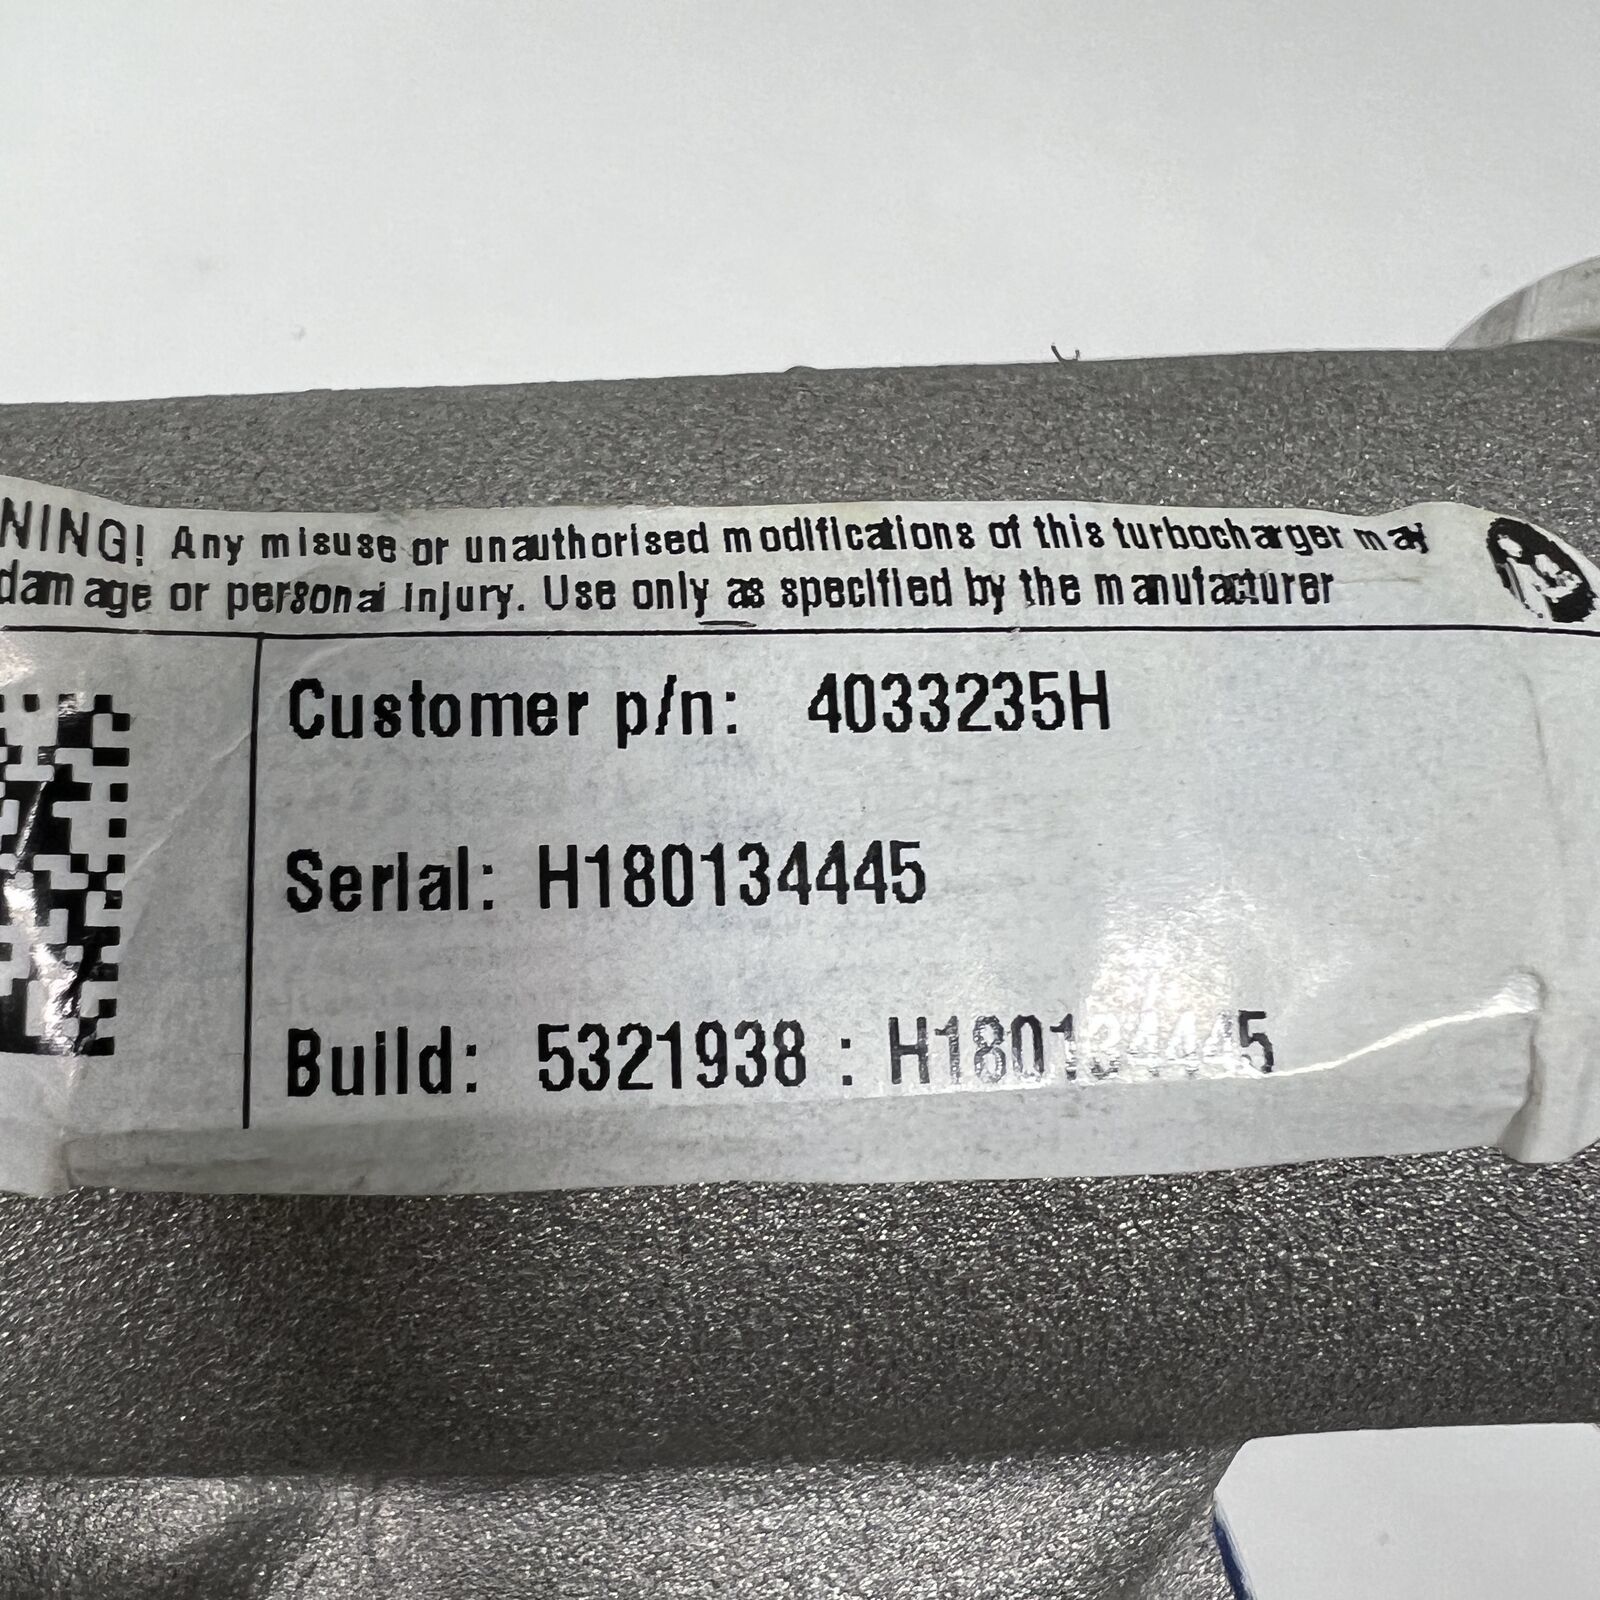 NING! Any misuse or unauthorised modifications of this turbocharger may
damage or personal injury. Use only as specified by the manufacturer
Customer p/n: 4033235H
Serial: H180134445
Build: 5321938 : H180134445